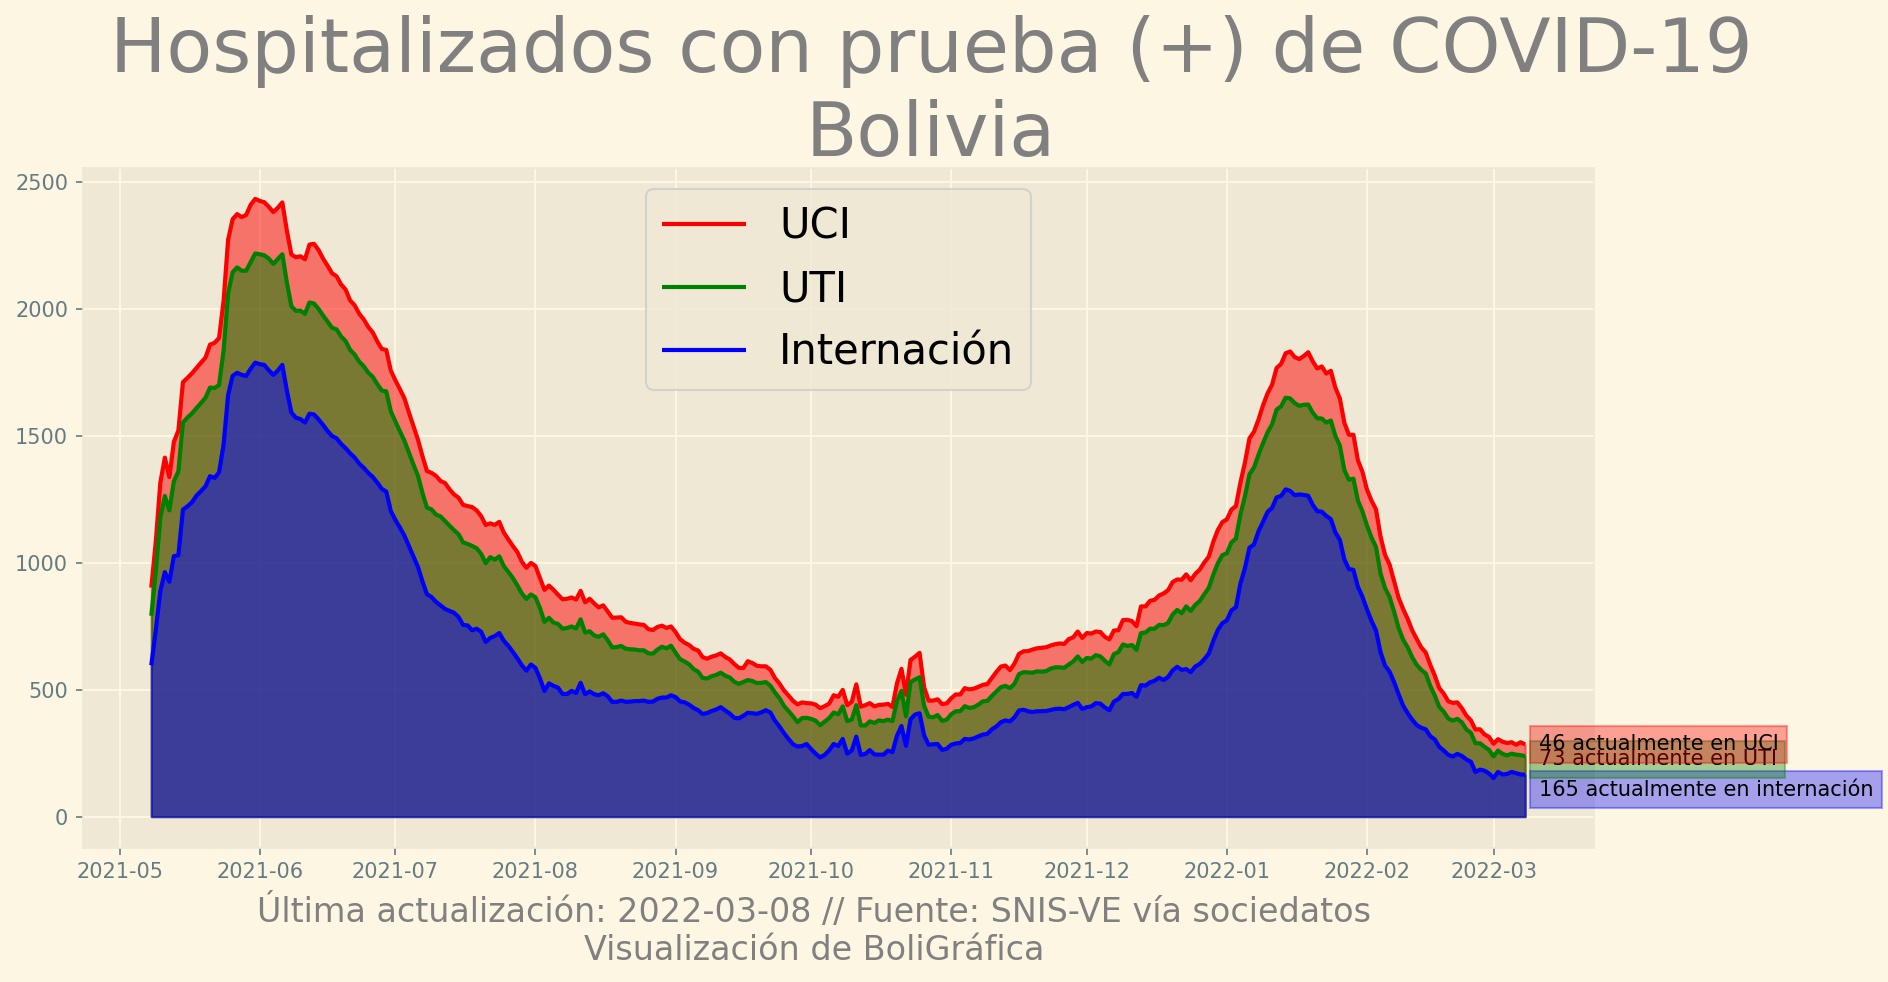 Hospitalizados con prueba (+) de COVID-19
Bolivia
UCI
UTI
Internación
2500
2000
1500
1000
500
0
46 actualmente en UCI
73 actualmente en UTI
165 actualmente en internación
2021-05 2021-06 2021-07 2021-08 2021-09 2021-10 2021-11 2021-12 2022-01 2022-02 2022-03
Última actualización: 2022-03-08 // Fuente: SNIS-VE vía sociedatos
Visualización de BoliGráfica